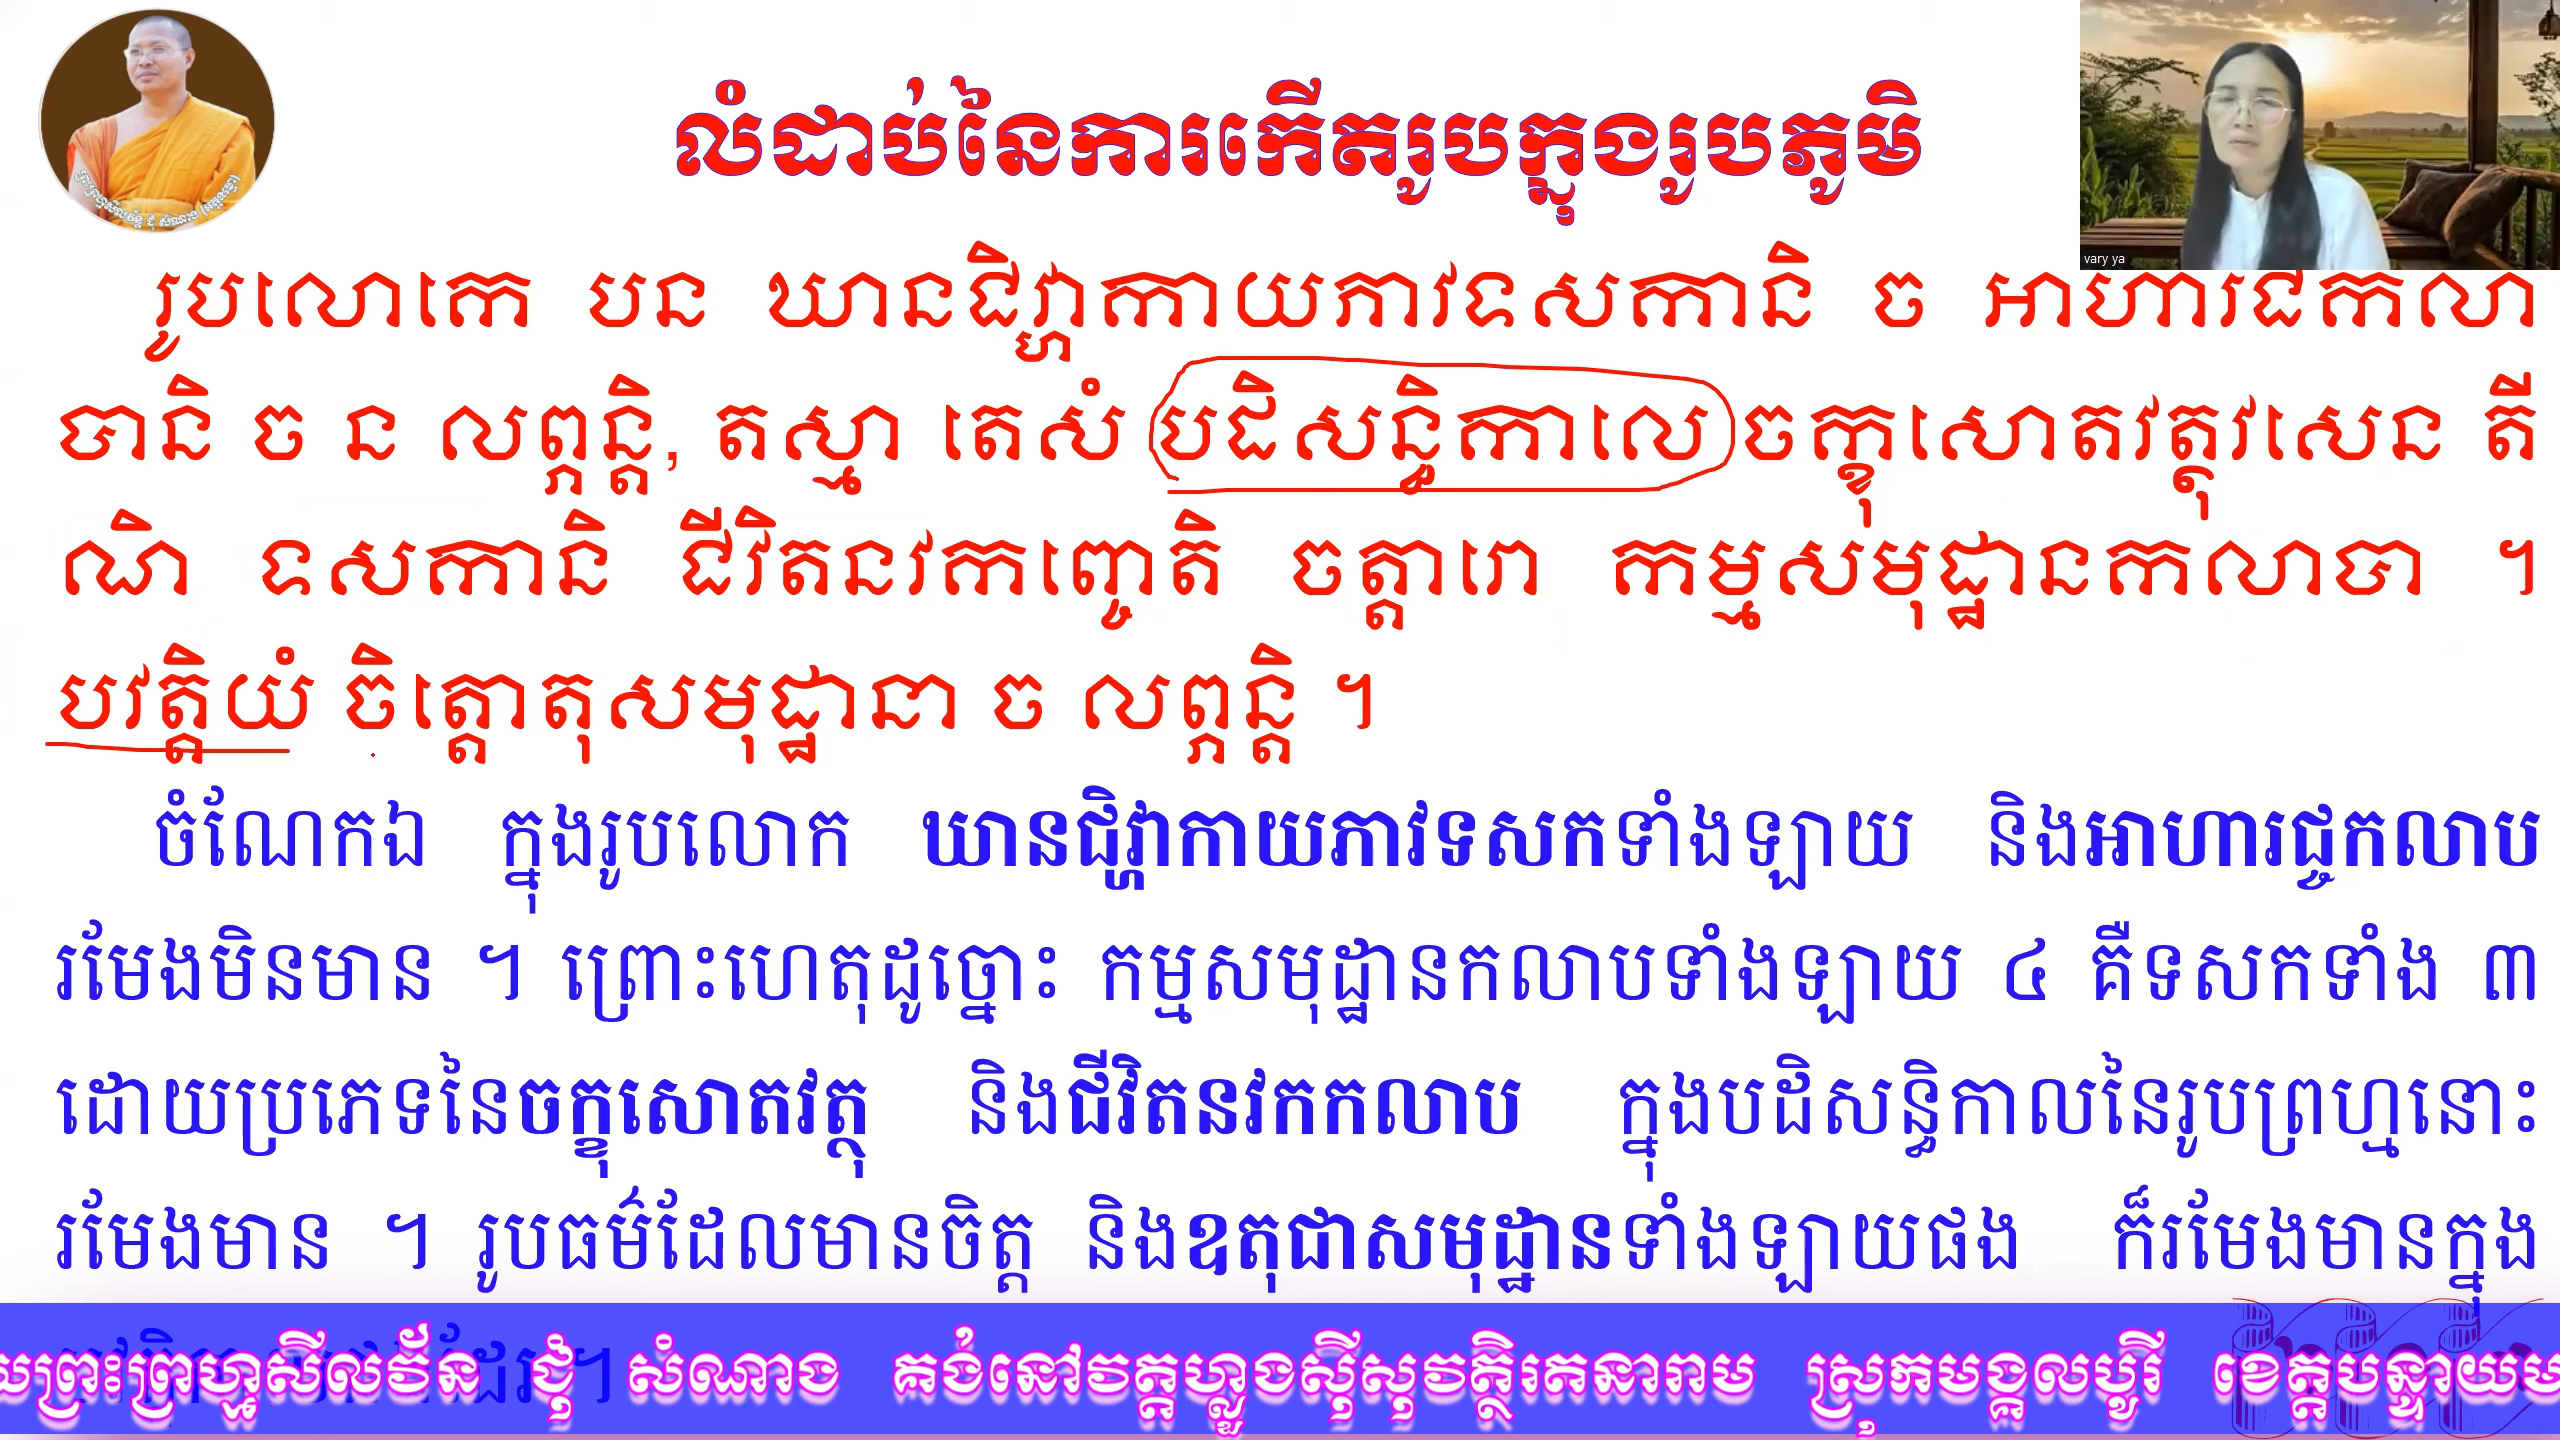 លំដាប់នៃការកើតរូបក្នុងរូបភូមិ
vary ya
រូបលោកេ បន ឃានជិវ្ហាកាយភាវទសកានិ ច អាហារជកលា
បានិ ច ន លព្ភន្តិ, តស្មា តេសំ បដិសន្ធិកាលេ ចក្ខុសោតវត្ថុវសេន តី
ណិ ទសកានិ ជីវិតនវកញ្ចេតិ ចត្តារោ កម្មសមុដ្ឋានកលាបា ។
បវត្តិយំ ចិត្តោតុសមុដ្ឋានា ច លព្ភន្តិ ។
ចំណែកឯ ក្នុងរូបលោក ឃានជិវ្ហាកាយភាវទសកទាំងឡាយ និងអាហារជ្ចកលាប
រមែងមិនមាន ។ ព្រោះហេតុដូច្នោះ កម្មសមុដ្ឋានកលាបទាំងឡាយ ៤ គឺទសកទាំង ៣
ដោយប្រភេទនៃចក្ខុសោតវត្ថុ និងជីវិតនវកកលាប ក្នុងបដិសន្ធិកាលនៃរូបព្រហ្មនោះ
រមែងមាន ។ រូបធម៌ដែលមានចិត្ត និងឧតុជាសមុដ្ឋានទាំងឡាយផង ក៏រមែងមានក្នុង
ព្រះព្រហ្មសីលវ័ន ជុំ សំណាង គង់នៅវត្តហ្លួងស្ដីសុវត្ថិរតនារាម ស្រុកមង្គលបូរី ខេត្តបន្ទាយម